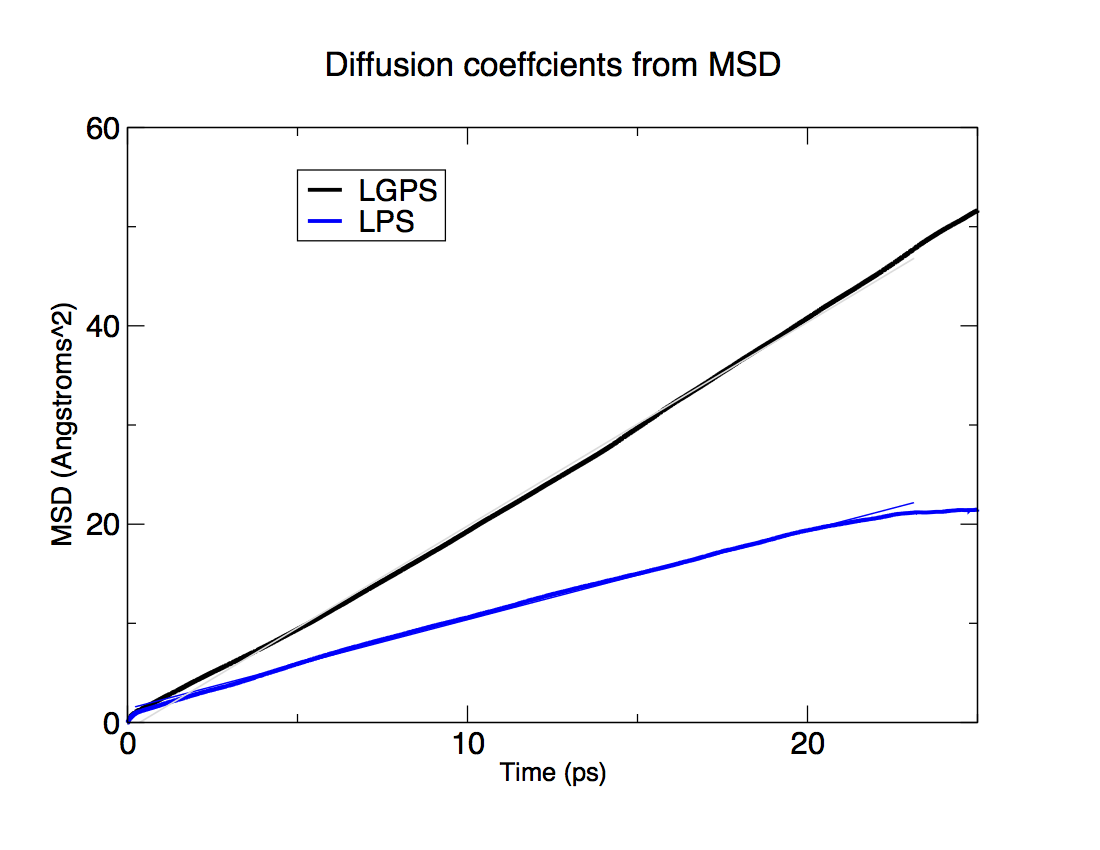 Diffusion coeffcients from MSD
60
LGPS
LPS
40
MSD (Angstroms^2)
20
0
0 10 20
Time (ps)